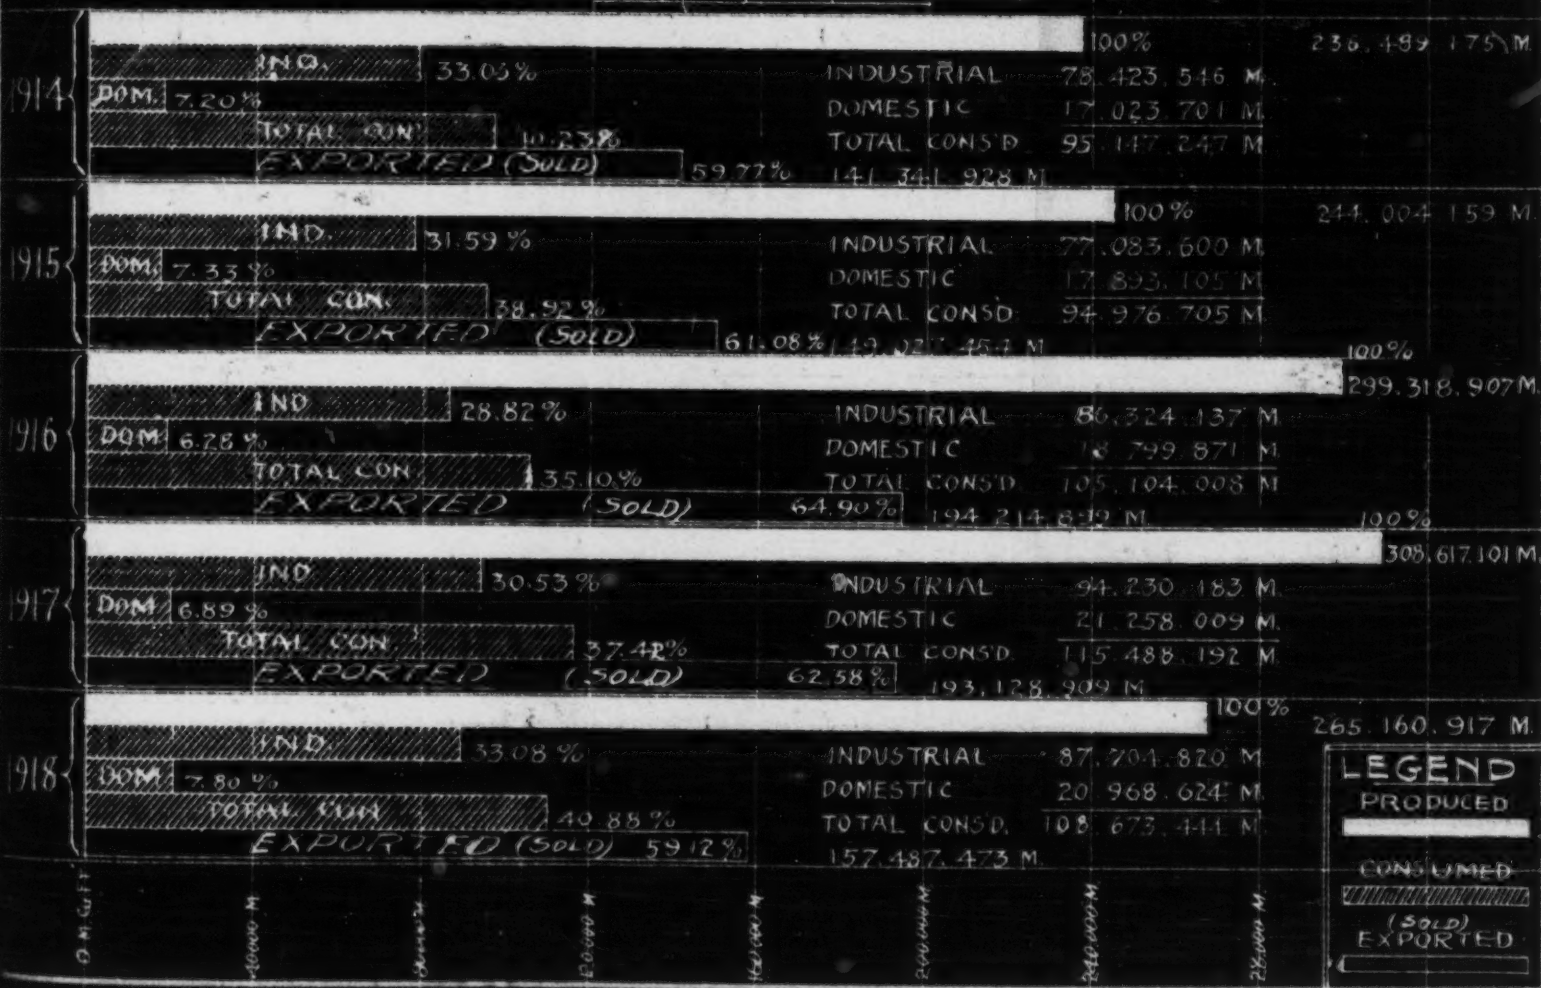 1914
100%
236.489.175 M.
IND. 33.03%
INDUSTRIAL 78.423.546 M.
DOM. 7.20%
DOMESTIC 17.023.701 M.
TOTAL CON. 40.23%
TOTAL CONS'D. 95.147.247 M
EXPORTED (SOLD) 59.77% 141.341.928 M
1915
100%
244.004.159 M.
IND. 31.59%
INDUSTRIAL 77.083.600 M.
DOM. 7.33%
DOMESTIC 17.893.105 M
TOTAL CON. 38.92%
TOTAL CONSD. 94.976.705 M
EXPORTED (SOLD) 61.08%
1916
100%
299.318.907 M.
IND 28.82%
INDUSTRIAL 86.324.137 M.
DOM 6.28%
DOMESTIC 18.799.871 M.
TOTAL CON. 35.10%
TOTAL CONS'D. 105.104.008 M
EXPORTED (SOLD) 64.90%
1917
100%
308.617.101 M.
IND 30.53%
INDUSTRIAL 94.230.183 M.
DOM 6.89%
DOMESTIC 21.258.009 M.
TOTAL CON. 37.42%
TOTAL CONS'D. 115.488.192 M.
EXPORTED (SOLD) 62.58% 193.128.909 M
1918
100%
265.160.917 M.
IND. 33.08%
INDUSTRIAL 87.704.820 M
DOM 7.80%
DOMESTIC 20.968.624 M
TOTAL CON 40.88%
TOTAL CONS'D. 108.673.444 M
EXPORTED (SOLD) 59.12%
157.487.473 M.
LEGEND
PRODUCED
CONSUMED
(SOLD)
EXPORTED